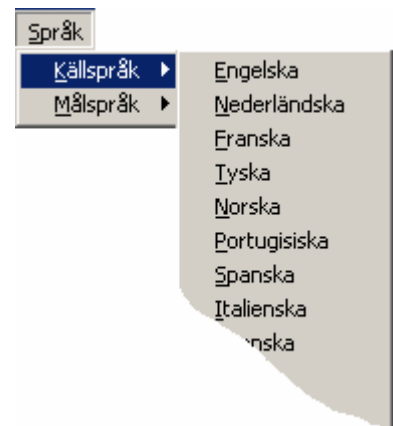 Språk
Källspråk
Målspråk
Engelska
Nederländska
Franska
Tyska
Norska
Portugisiska
Spanska
Italienska